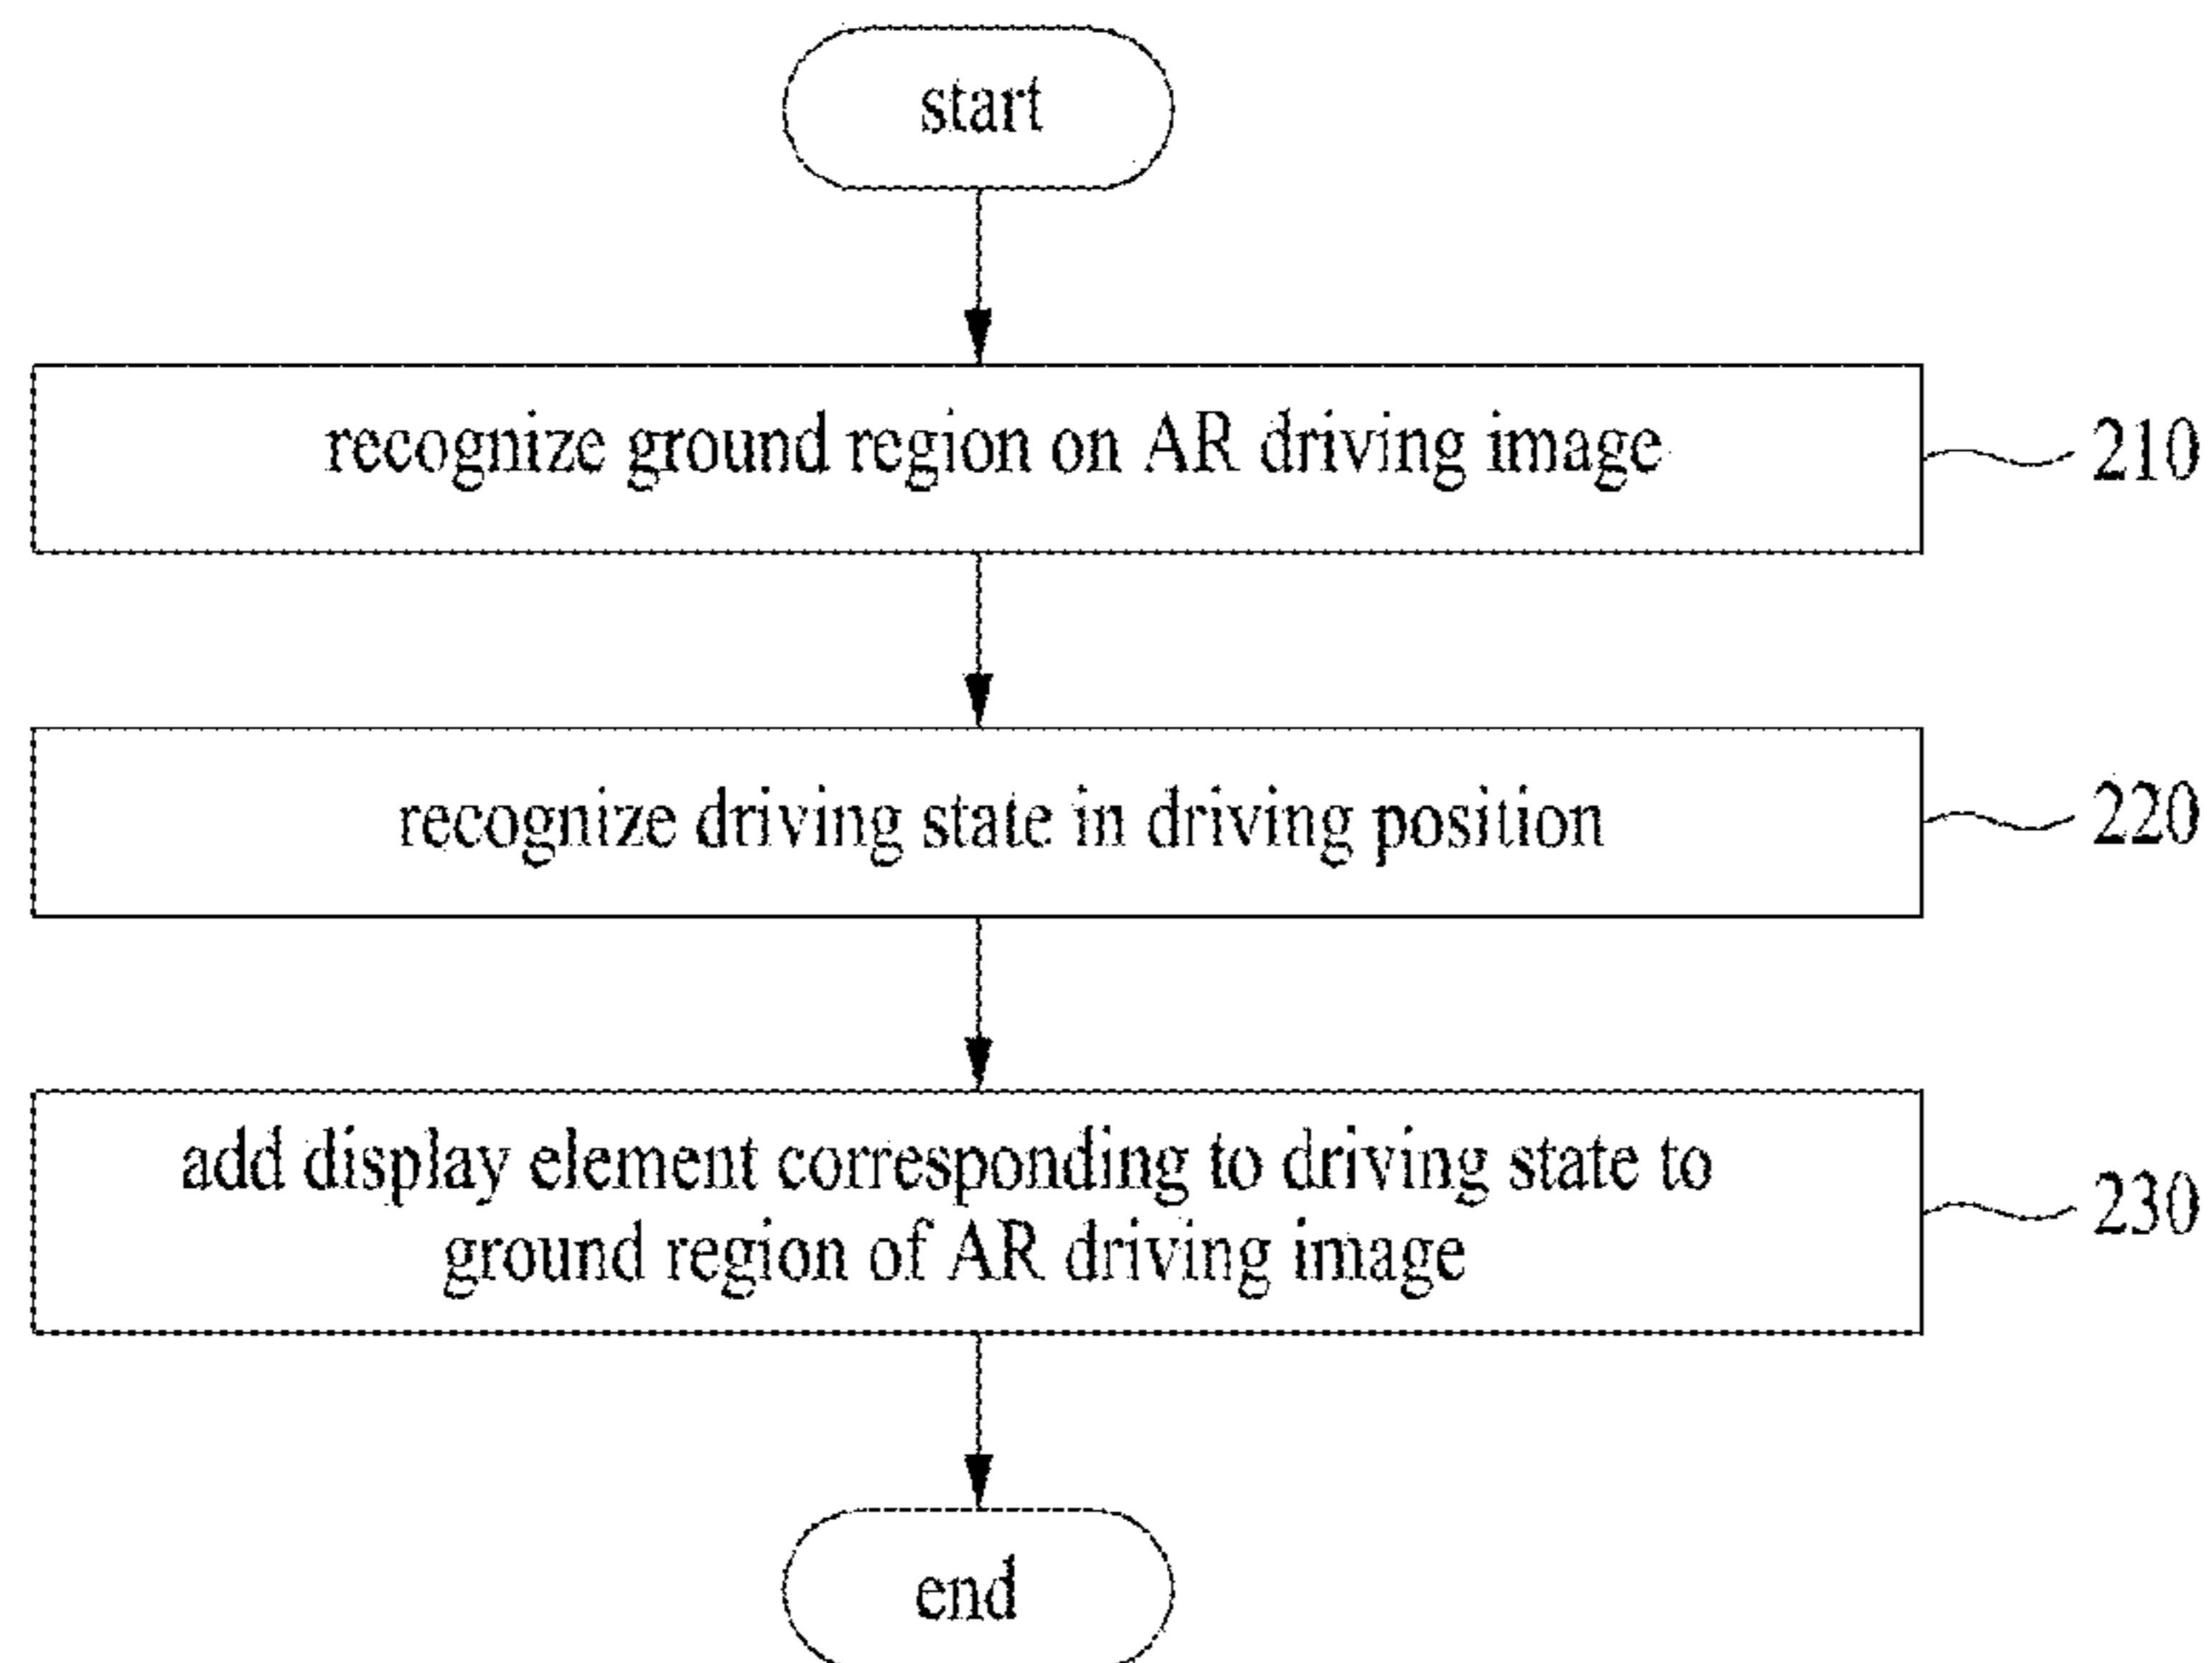 start
recognize ground region on AR driving image
210
recognize driving state in driving position
220
add display element corresponding to driving state to
ground region of AR driving image
230
end